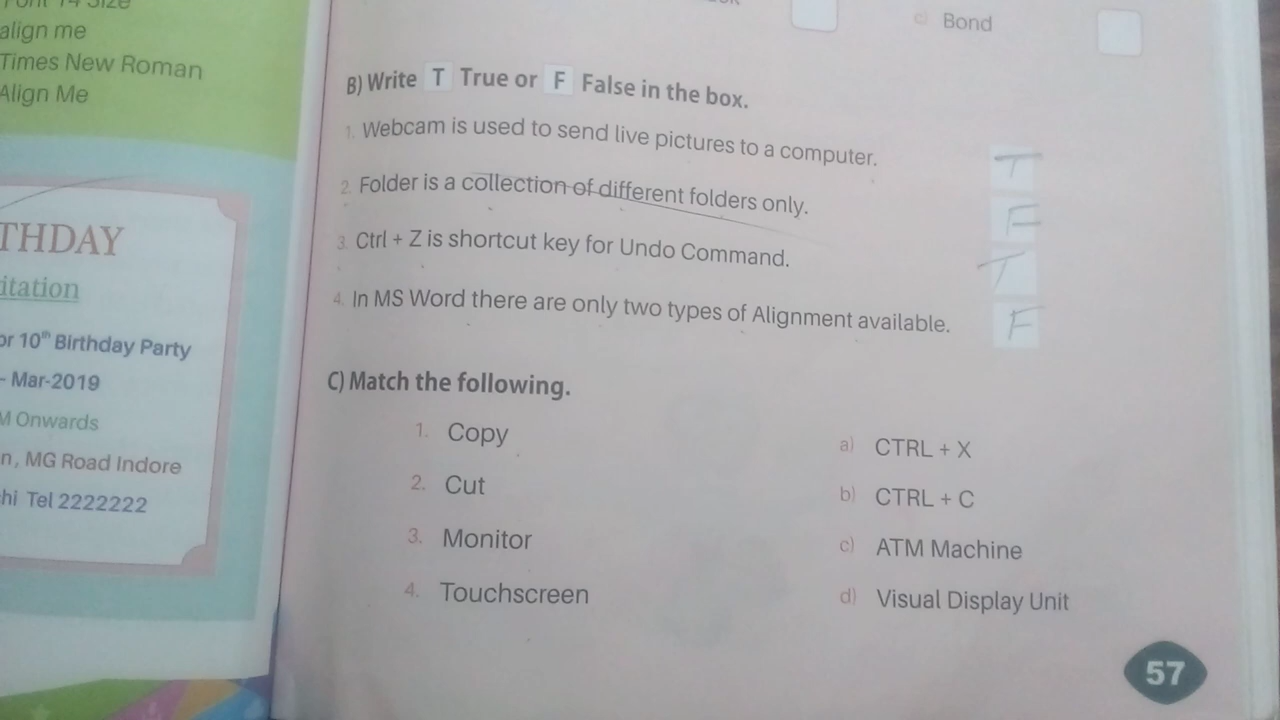 align me
Times New Roman
Align Me
THDAY
itation
or 10th Birthday Party
- Mar-2019
M Onwards
n, MG Road Indore
hi Tel 2222222
c) Bond
B) Write T True or F False in the box.
1. Webcam is used to send live pictures to a computer. T
2. Folder is a collection of different folders only. F
3. Ctrl + Z is shortcut key for Undo Command. T
4. In MS Word there are only two types of Alignment available. F
C) Match the following.
1. Copy a) CTRL + X
2. Cut b) CTRL + C
3. Monitor c) ATM Machine
4. Touchscreen d) Visual Display Unit
57